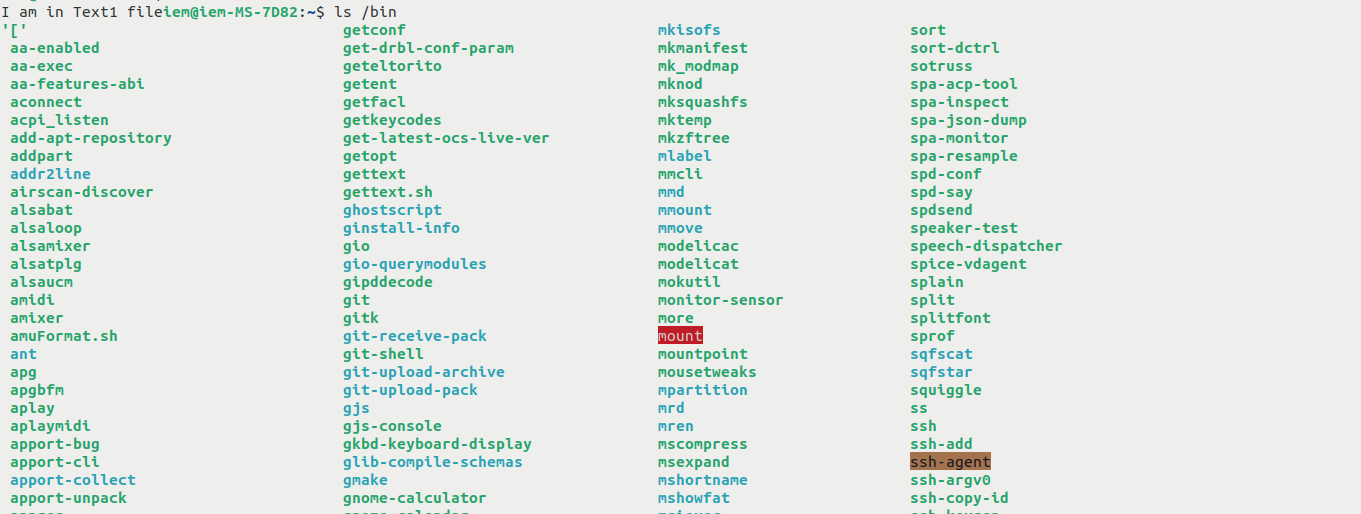 I am in Text1 fileiem@iem-MS-7D82:~$ ls /bin
'[' getconf mkisofs sort
aa-enabled get-drbl-conf-param mkmanifest sort-dctrl
aa-exec geteltorito mk_modmap sotruss
aa-features-abi getent mknod spa-acp-tool
aconnect getfacl mksquashfs spa-inspect
acpi_listen getkeycodes mktemp spa-json-dump
add-apt-repository get-latest-ocs-live-ver mkzftree spa-monitor
addpart getopt mlabel spa-resample
addr2line gettext mmcli spd-conf
airscan-discover gettext.sh mmd spd-say
alsabat ghostscript mmount spdsend
alsaloop ginstall-info mmove speaker-test
alsamixer gio modelicac speech-dispatcher
alsatplg gio-querymodules modelicat spice-vdagent
alsaucm gipddecode mokutil splain
amidi git monitor-sensor split
amixer gitk more splitfont
amuFormat.sh git-receive-pack mount sprof
ant git-shell mountpoint sqfscat
apg git-upload-archive mousetweaks sqfstar
apgbfm git-upload-pack mpartition squiggle
aplay gjs mrd ss
aplaymidi gjs-console mren ssh
apport-bug gkbd-keyboard-display mscompress ssh-add
apport-cli glib-compile-schemas msexpand ssh-agent
apport-collect gmake mshortname ssh-argv0
apport-unpack gnome-calculator mshowfat ssh-copy-id